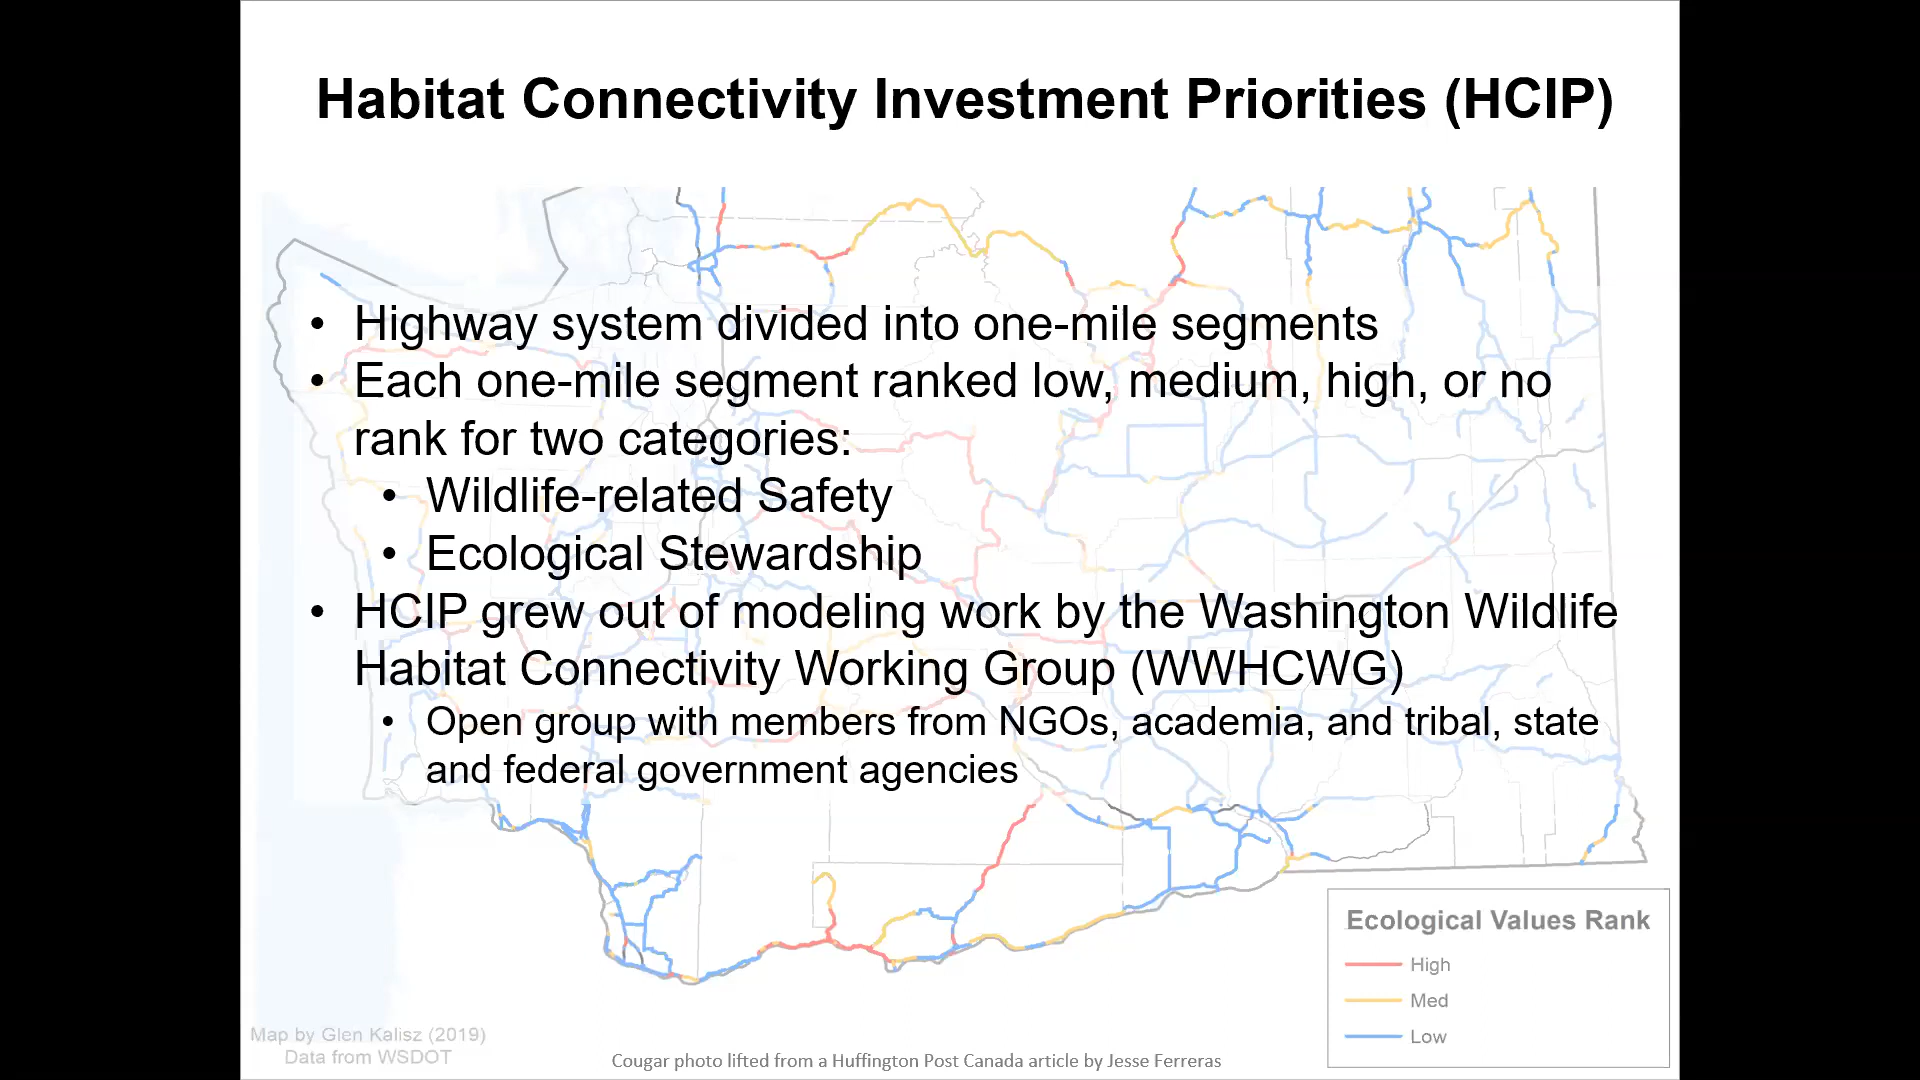 Habitat Connectivity Investment Priorities (HCIP)
• Highway system divided into one-mile segments
• Each one-mile segment ranked low, medium, high, or no
rank for two categories:
• Wildlife-related Safety
• Ecological Stewardship
• HCIP grew out of modeling work by the Washington Wildlife
Habitat Connectivity Working Group (WWHCWG)
• Open group with members from NGOs, academia, and tribal, state
and federal government agencies
Ecological Values Rank
High
Med
Low
Map by Glen Kalisz (2019)
Data from WSDOT
Cougar photo lifted from a Huffington Post Canada article by Jesse Ferreras